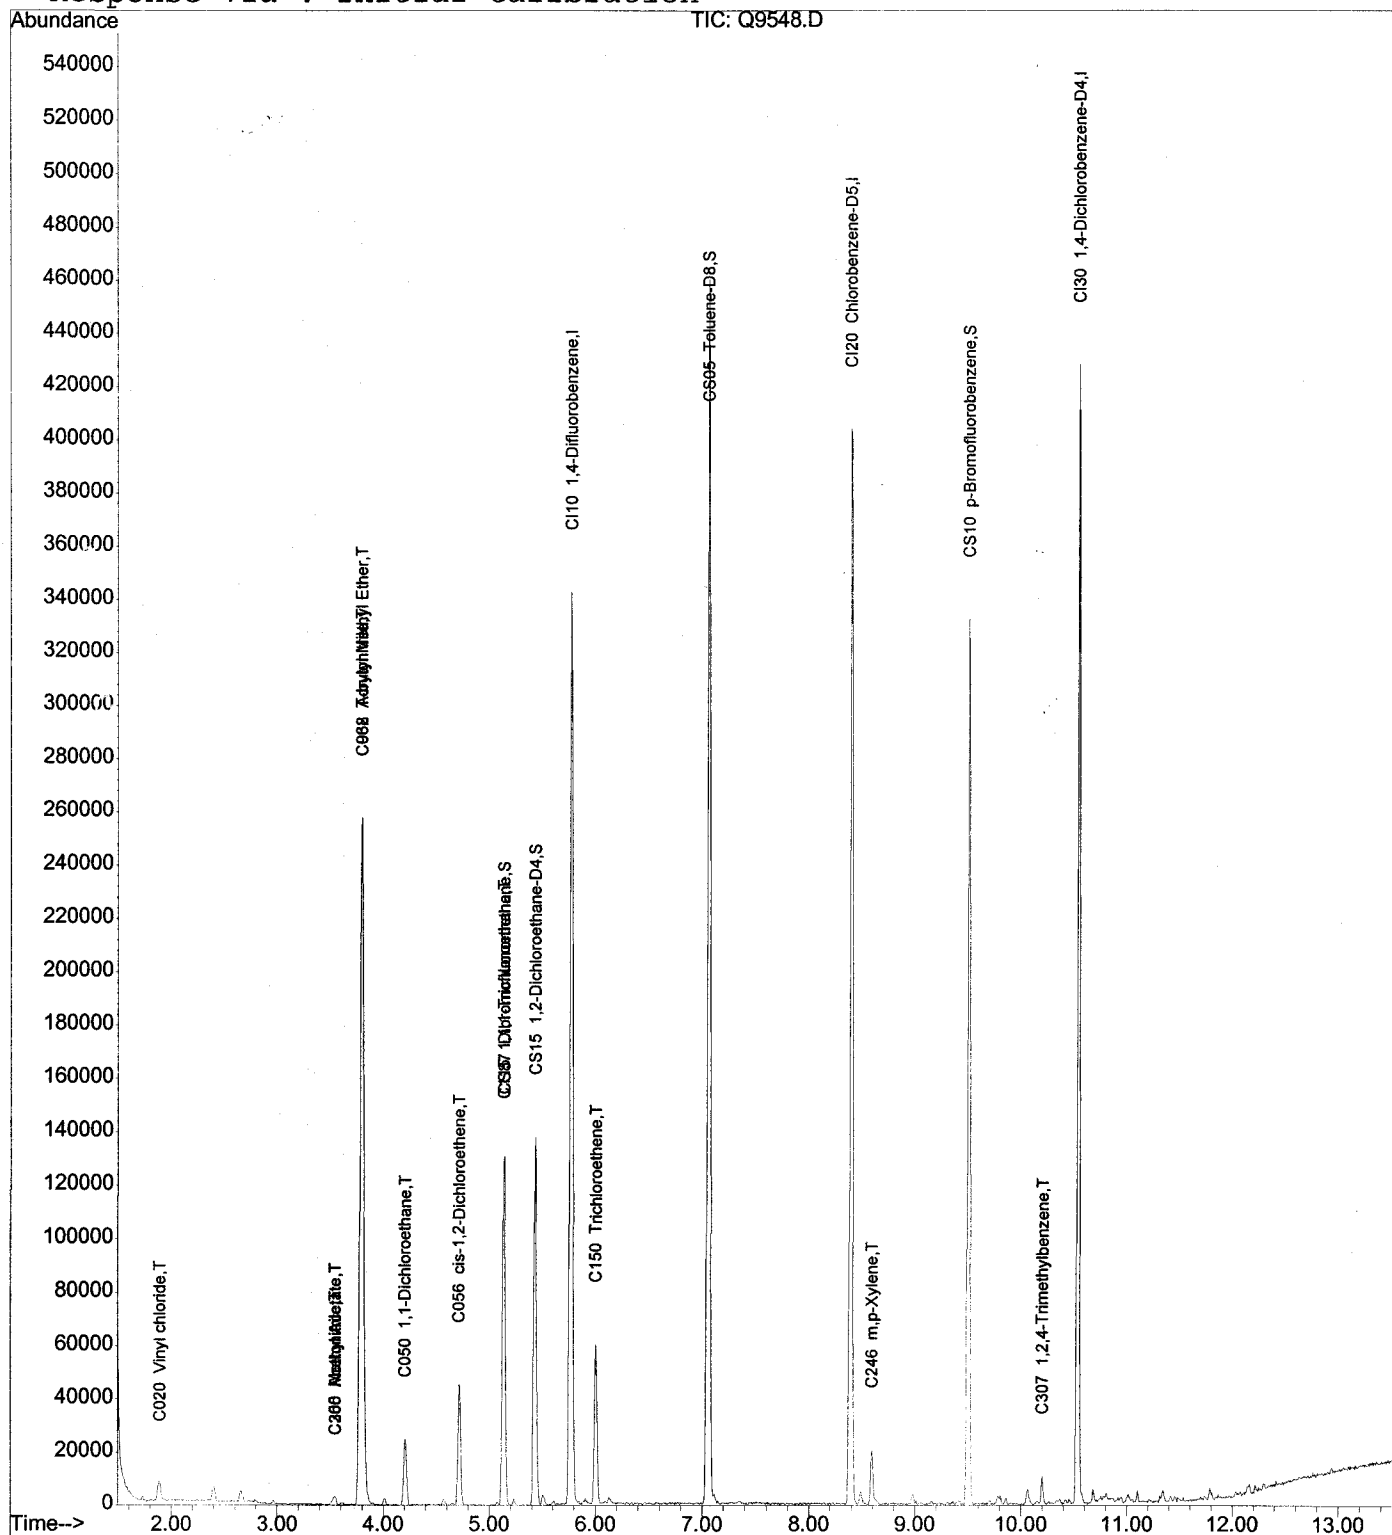 Response via : Initial Calibration
Abundance
TIC: Q9548.D
540000
520000
500000
480000
460000
440000
420000
400000
380000
360000
340000
320000
300000
280000
260000
240000
220000
200000
180000
160000
140000
120000
100000
80000
60000
40000
20000
0
C020 Vinyl chloride,T
C050 1,1-Dichloroethane,T
C056 cis-1,2-Dichloroethene,T
CS15 1,2-Dichloroethane-D4,S
CI10 1,4-Difluorobenzene,I
C150 Trichloroethene,T
CS05 Toluene-D8,S
CI20 Chlorobenzene-D5,I
C246 m,p-Xylene,T
CS10 p-Bromofluorobenzene,S
C307 1,2,4-Trimethylbenzene,T
CI30 1,4-Dichlorobenzene-D4,I
Time--> 2.00 3.00 4.00 5.00 6.00 7.00 8.00 9.00 10.00 11.00 12.00 13.00